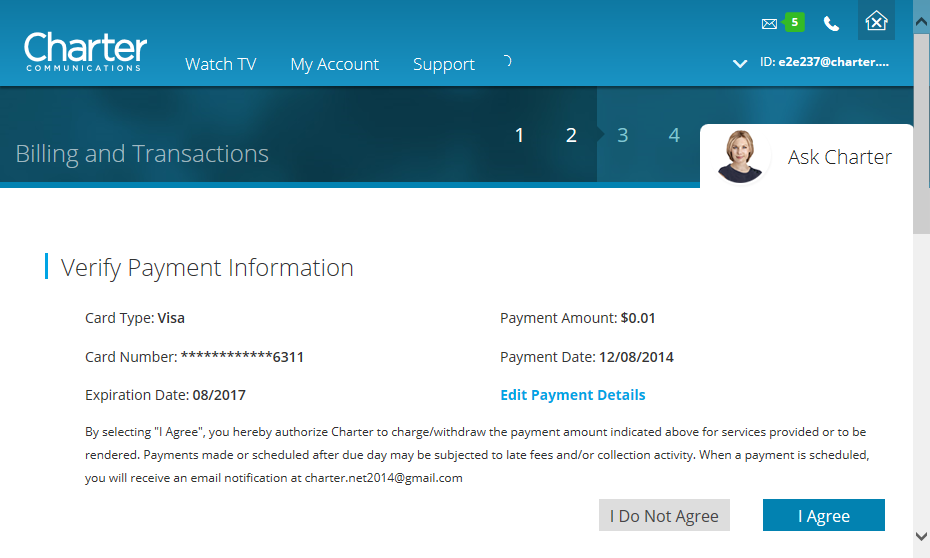 5
Charter
COMMUNICATIONS
Watch TV My Account Support
ID: e2e237@charter....
1 2 3 4
Billing and Transactions
Ask Charter
Verify Payment Information
Card Type: Visa Payment Amount: $0.01
Card Number: ************6311 Payment Date: 12/08/2014
Expiration Date: 08/2017 Edit Payment Details
By selecting "I Agree", you hereby authorize Charter to charge/withdraw the payment amount indicated above for services provided or to be
rendered. Payments made or scheduled after due day may be subjected to late fees and/or collection activity. When a payment is scheduled,
you will receive an email notification at charter.net2014@gmail.com
I Do Not Agree I Agree